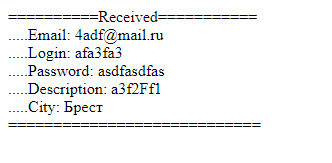 ==========Received===========
.....Email: 4adf@mail.ru
.....Login: afa3fa3
.....Password: asdfasdfas
.....Description: a3f2Ff1
.....City: Брест
============================